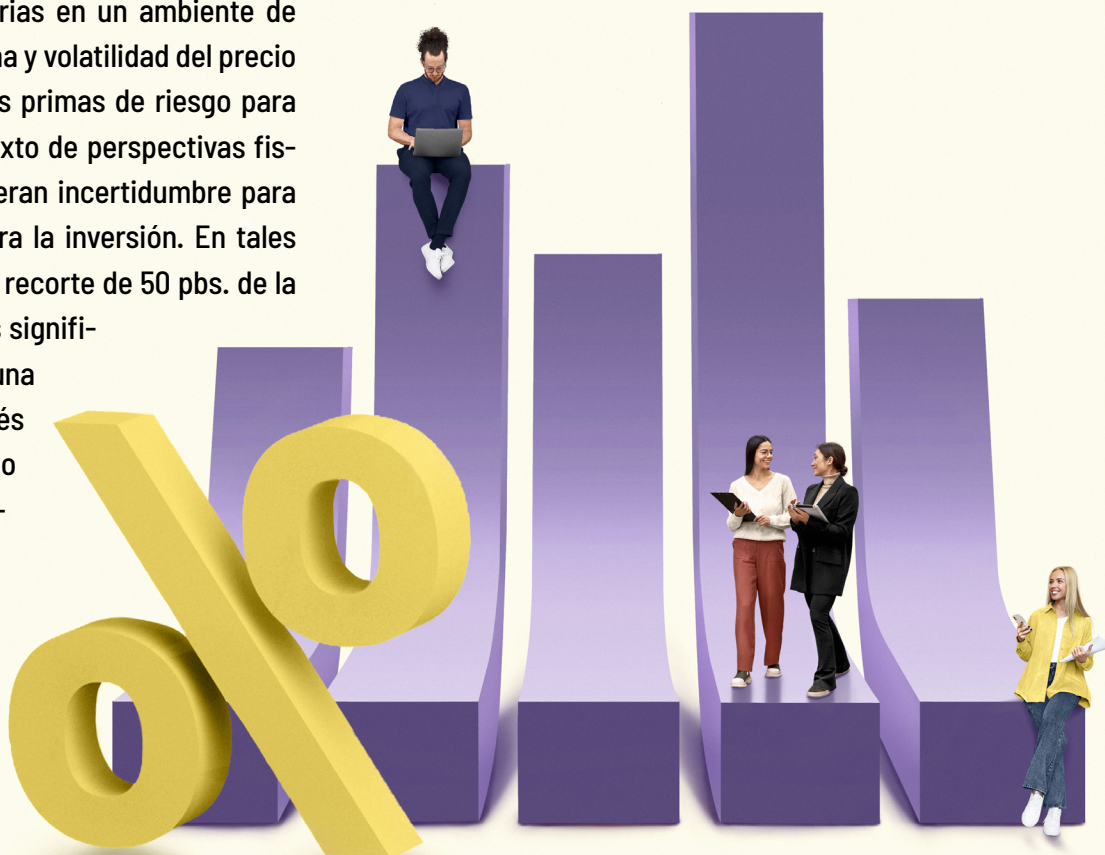 rias en un ambiente de
a y volatilidad del precio
s primas de riesgo para
xto de perspectivas fis-
eran incertidumbre para
ra la inversión. En tales
recorte de 50 pbs. de la
s signifi-
una
és
o
-
%